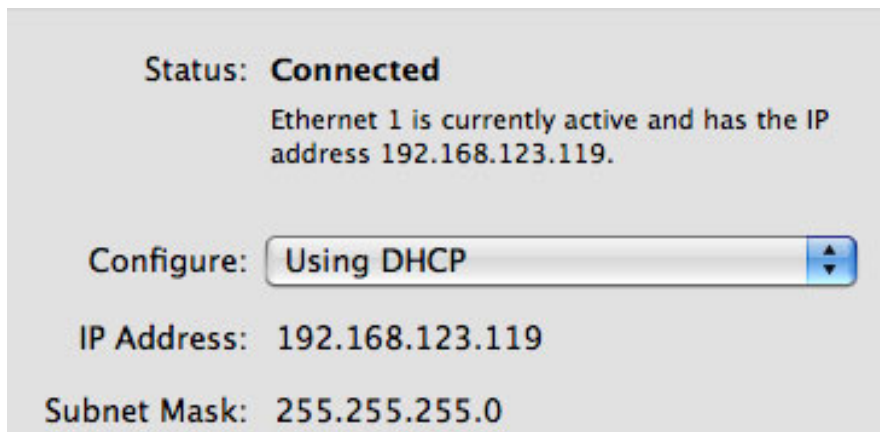 Status: Connected
Ethernet 1 is currently active and has the IP
address 192.168.123.119.
Configure: Using DHCP
IP Address: 192.168.123.119
Subnet Mask: 255.255.255.0